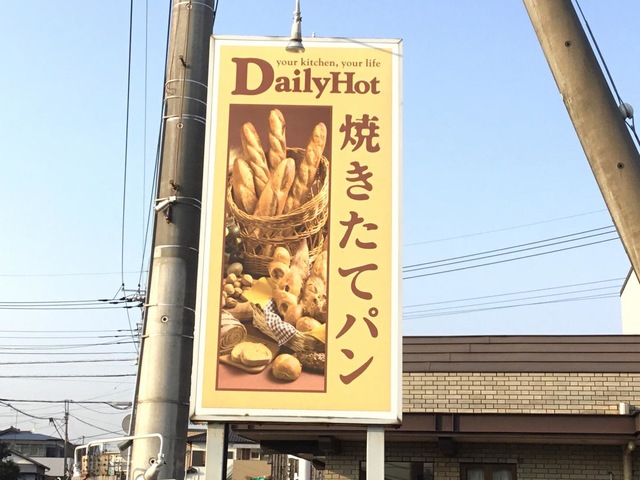 your kitchen, your life
DailyHot
焼きたてパン